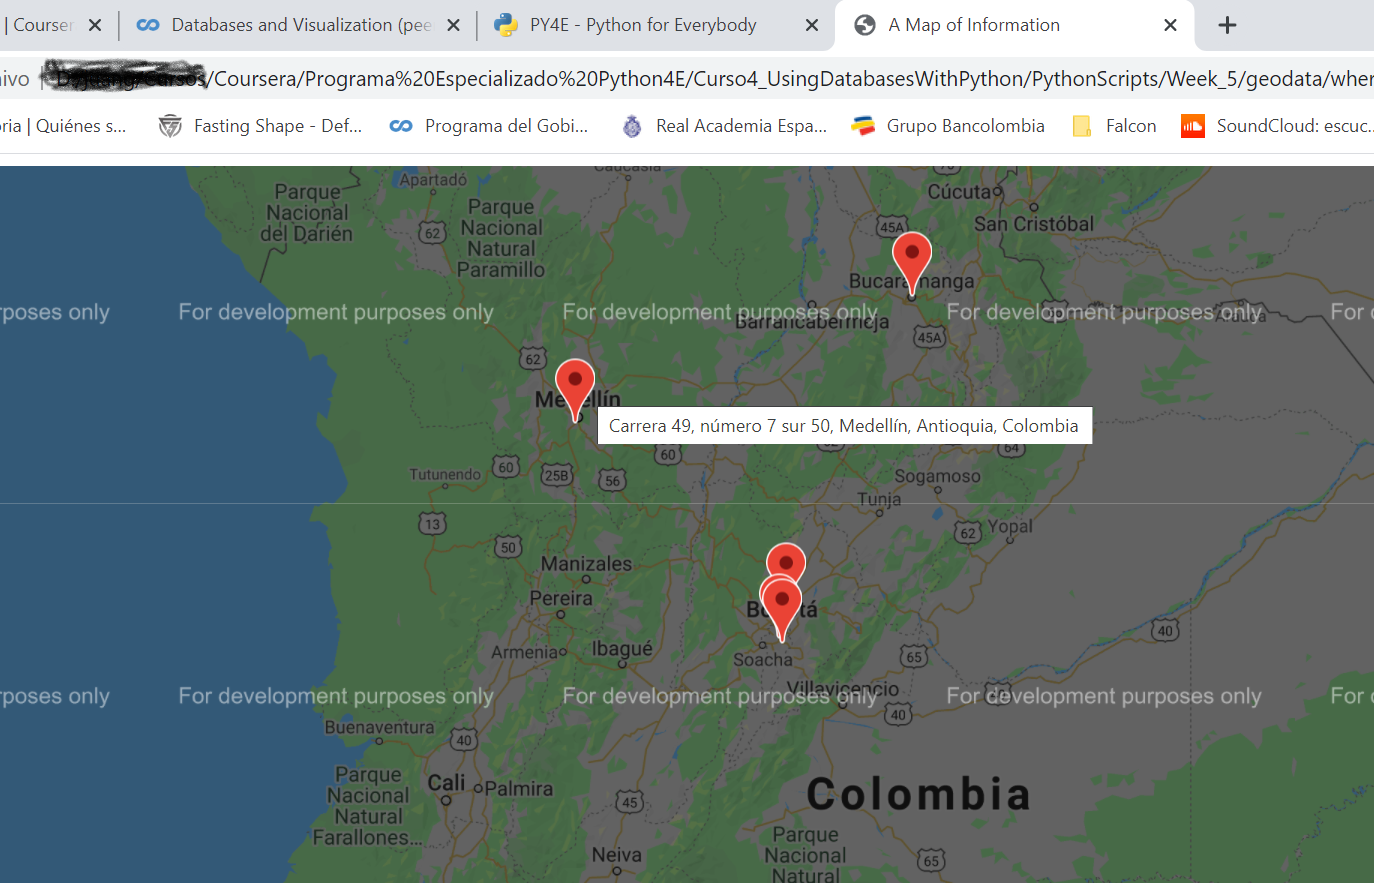 | Courser
Databases and Visualization (pee
PY4E - Python for Everybody
A Map of Information
ivo
/Coursera/Programa%20Especializado%20Python4E/Curso4_UsingDatabasesWithPython/PythonScripts/Week_5/geodata/wher
ria | Quiénes s...
Fasting Shape - Def...
Programa del Gobi...
Real Academia Espa...
Grupo Bancolombia
Falcon
SoundCloud: escuc...
Caucasia
Apartadó
Parque
Nacional
del Darién
Parque
Nacional
Natural
Paramillo
62
Cúcuta
San Cristóbal
45A
Bucaramanga
Barrancabermeja
45A
poses only
For development purposes only
For development purposes only
For development purposes only
For
62
Medellín
Carrera 49, número 7 sur 50, Medellín, Antioquia, Colombia
60
64
Tutunendo
60
25B
56
Sogamoso
Tunja
13
50
62
Yopal
Manizales
Pereira
Bogotá
40
Armenia
Ibagué
Soacha
65
Villavicencio
40
poses only
For development purposes only
For development purposes only
For development purposes only
For
Buenaventura
40
Parque
Nacional
Natural
Farallones...
Cali
Palmira
45
Colombia
Parque
Nacional
Natural
65
Neiva